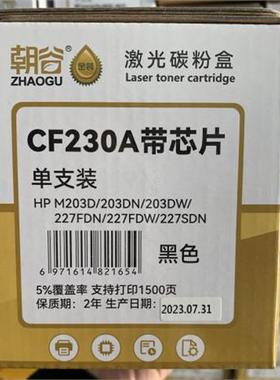 朝谷
ZHAOGU
金装
激光碳粉盒
Laser toner cartridge
CF230A带芯片
单支装
HP M203D/203DN/203DW/
227FDN/227FDW/227SDN
黑色
6 971614 821654
5%覆盖率 支持打印1500页
保质期：2年 生产日期：
2023.07.31